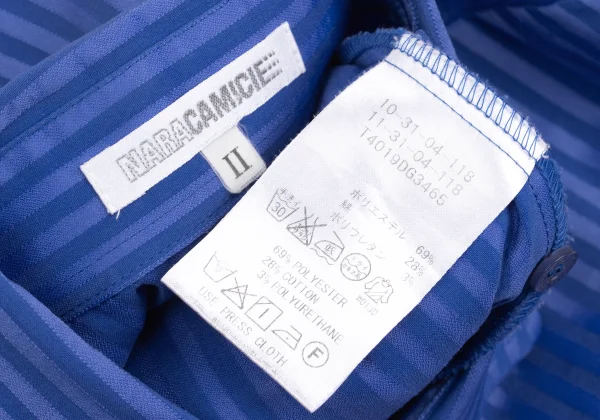 NARACAMICIE
II
10-31-04-118
11-31-04-118
T4019DG3465
ポリエステル 69%
綿 28%
ポリウレタン 3%
30
69% POLYESTER
28% COTTON
3% POLYURETHANE
F
USE PRESS CLOTH